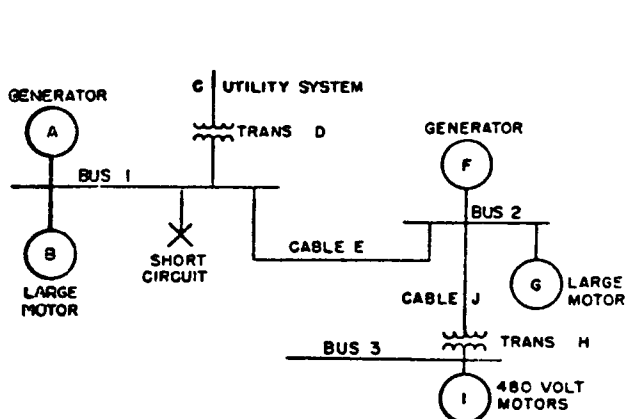 C UTILITY SYSTEM
GENERATOR
A
TRANS D
GENERATOR
F
BUS 1
BUS 2
B
SHORT
CIRCUIT
CABLE E
LARGE
MOTOR
G
LARGE
MOTOR
CABLE J
TRANS H
BUS 3
I
480 VOLT
MOTORS